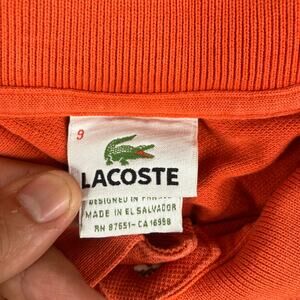 9
LACOSTE
DESIGNED IN FRANCE
MADE IN EL SALVADOR
RN 87651-CA 16998